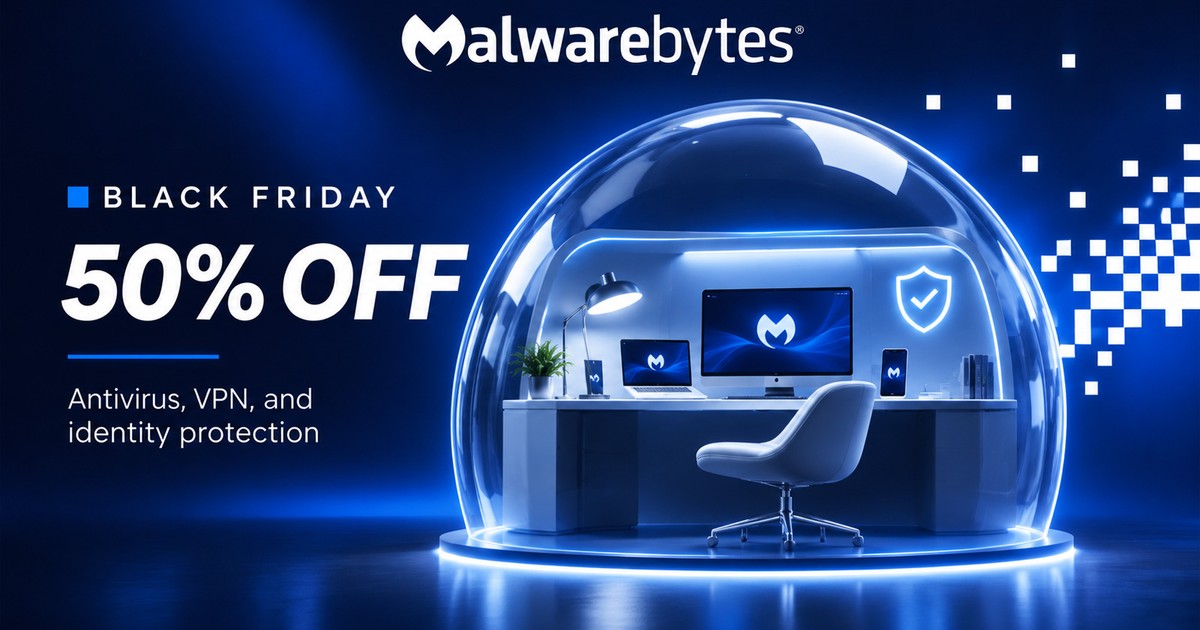 Malwarebytes®
BLACK FRIDAY
50% OFF
Antivirus, VPN, and
identity protection